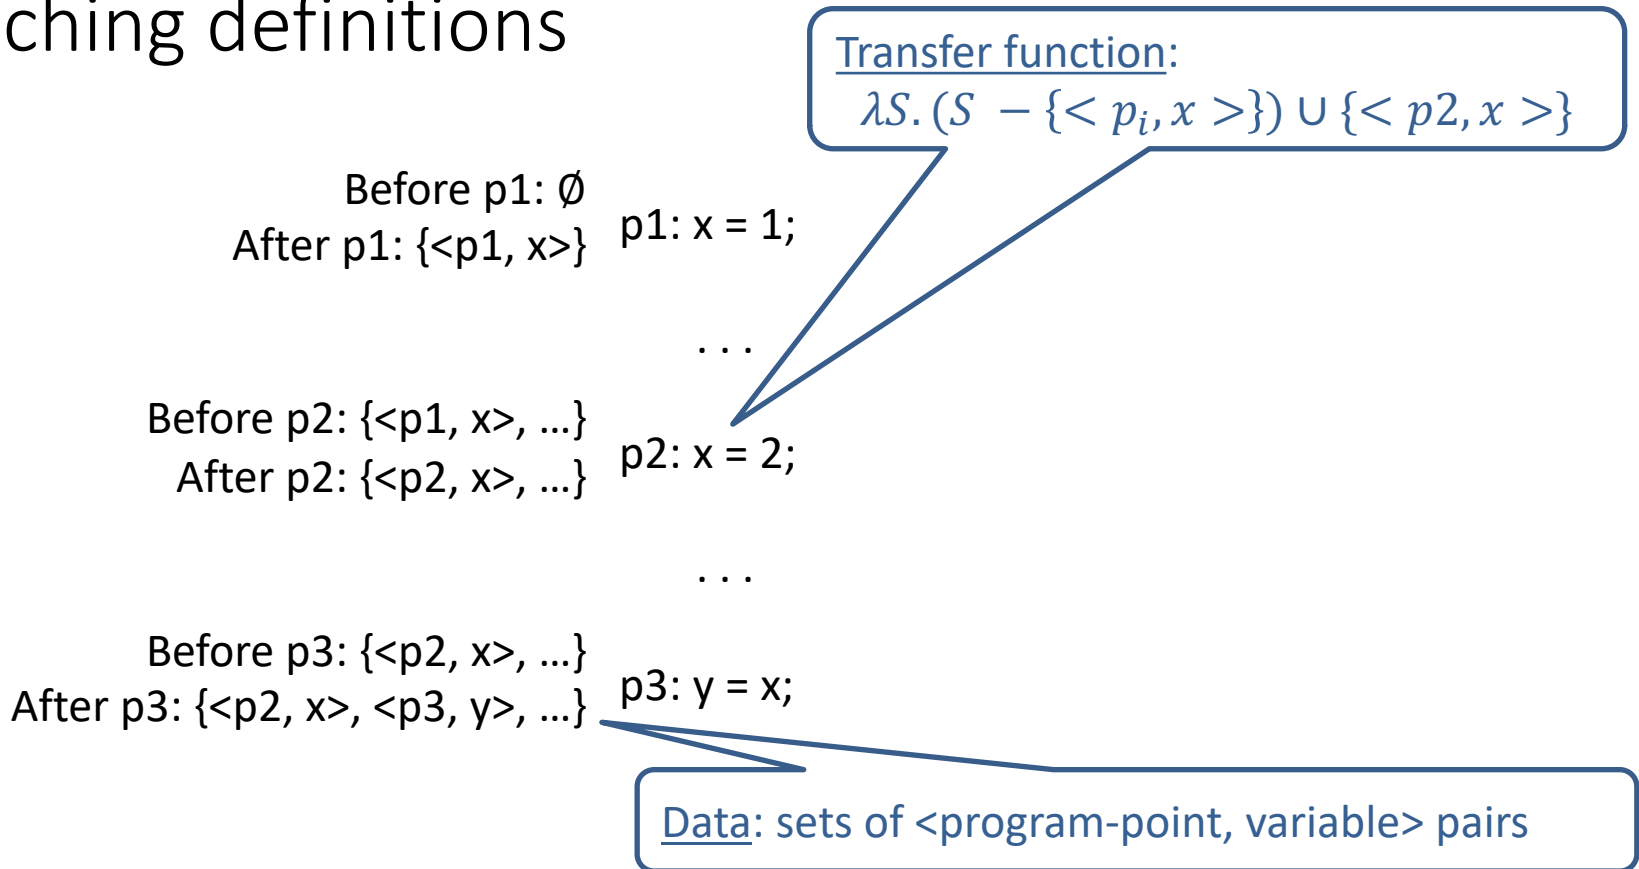 ching definitions
Transfer function:
λS. (S − {< pᵢ, x >}) ∪ {< p2, x >}
Before p1: Ø
After p1: {<p1, x>}
p1: x = 1;
. . .
Before p2: {<p1, x>, …}
After p2: {<p2, x>, …}
p2: x = 2;
. . .
Before p3: {<p2, x>, …}
After p3: {<p2, x>, <p3, y>, …}
p3: y = x;
Data: sets of <program-point, variable> pairs